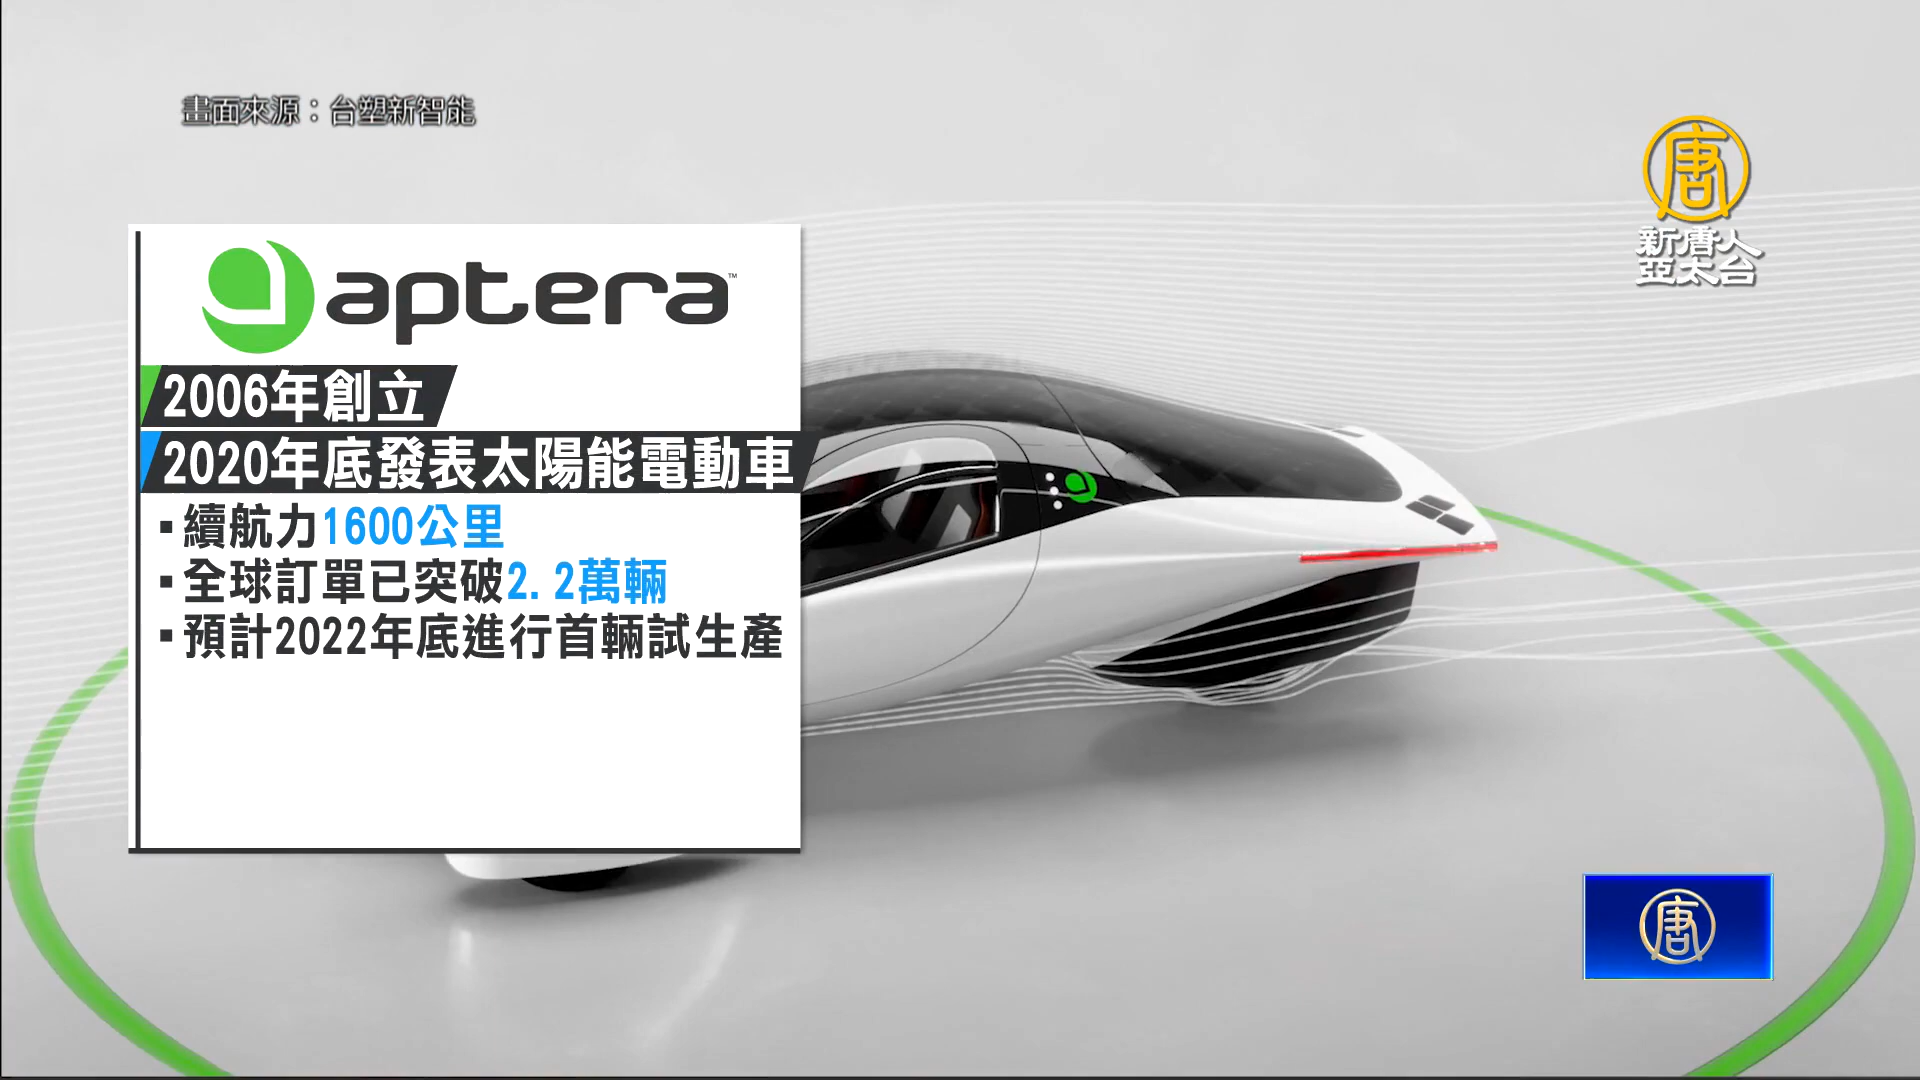 畫面來源：台塑新智能
唐
新唐人
亞太台
aptera™
2006年創立
2020年底發表太陽能電動車
▪續航力1600公里
▪全球訂單已突破2.2萬輛
▪預計2022年底進行首輛試生產
唐